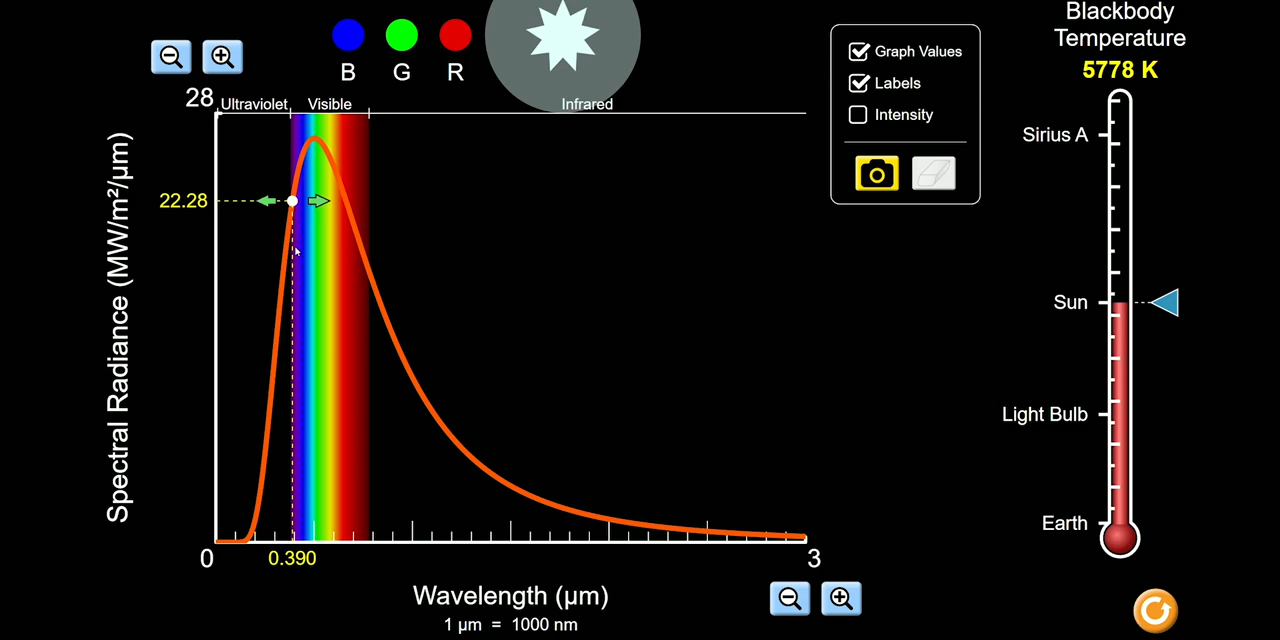 B G R
28
Ultraviolet Visible Infrared
22.28
Spectral Radiance (MW/m²/μm)
0 0.390 3
Wavelength (μm)
1 μm = 1000 nm
Graph Values
Labels
Intensity
Blackbody
Temperature
5778 K
Sirius A
Sun
Light Bulb
Earth